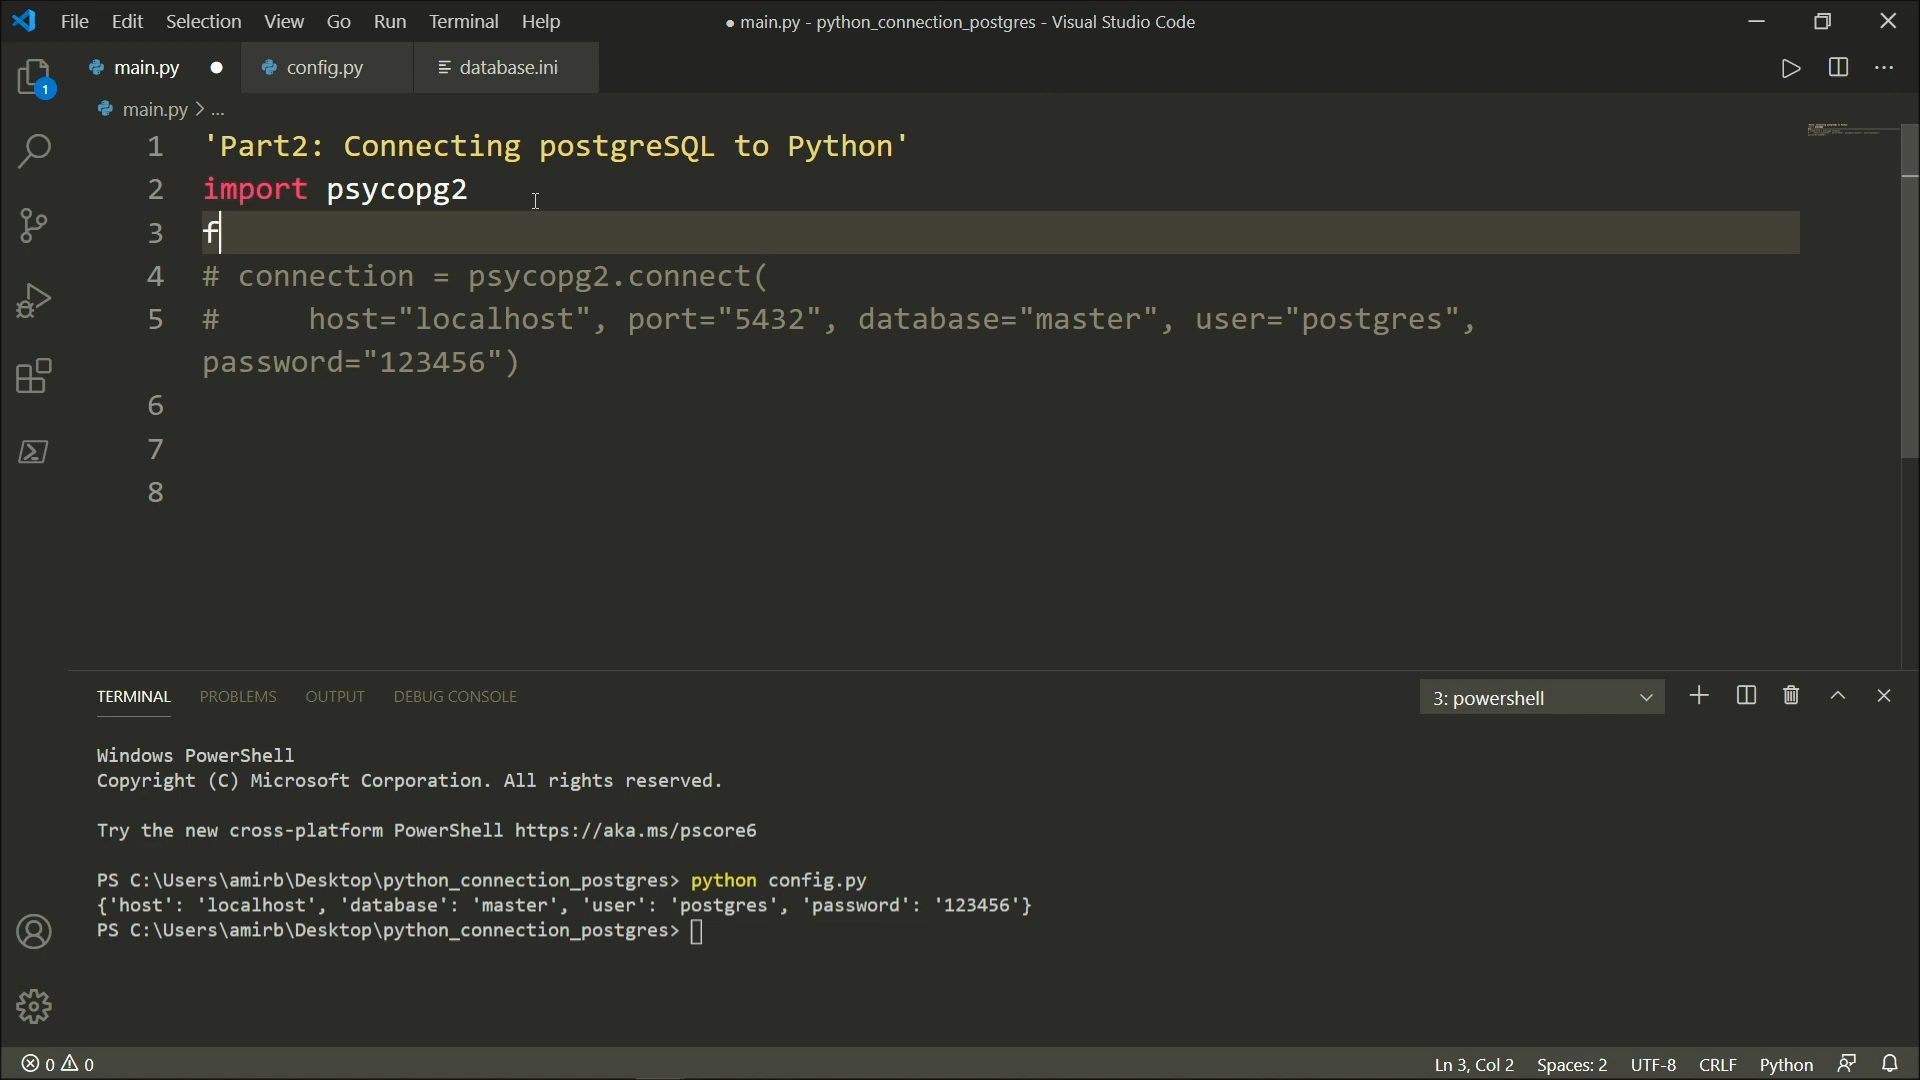 File Edit Selection View Go Run Terminal Help ● main.py - python_connection_postgres - Visual Studio Code
main.py config.py database.ini
1
main.py > ...
1 'Part2: Connecting postgreSQL to Python'
2 import psycopg2
3 f
4 # connection = psycopg2.connect(
5 #     host="localhost", port="5432", database="master", user="postgres",
password="123456")
6
7
8
TERMINAL PROBLEMS OUTPUT DEBUG CONSOLE 3: powershell
Windows PowerShell
Copyright (C) Microsoft Corporation. All rights reserved.
Try the new cross-platform PowerShell https://aka.ms/pscore6
PS C:\Users\amirb\Desktop\python_connection_postgres> python config.py
{'host': 'localhost', 'database': 'master', 'user': 'postgres', 'password': '123456'}
PS C:\Users\amirb\Desktop\python_connection_postgres>
0 0 Ln 3, Col 2 Spaces: 2 UTF-8 CRLF Python